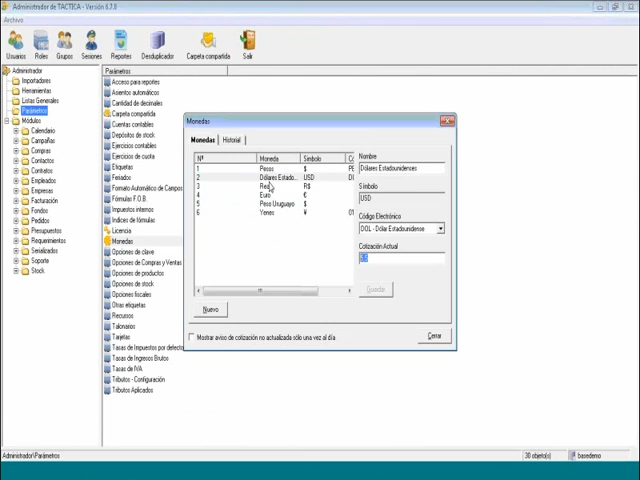 Administrador de TACTICA - Versión 6.7.8
Archivo
Usuarios Roles Grupos Sesiones Reportes Desduplicador Carpeta compartida Salir
Administrador
Importadores
Herramientas
Listas Generales
Parámetros
Módulos
Calendario
Campañas
Compras
Contactos
Contratos
Empleados
Empresas
Facturación
Fondos
Pedidos
Presupuestos
Requerimientos
Serializados
Soporte
Stock
Parámetros
Acceso para reportes
Asientos automáticos
Cantidad de decimales
Carpeta compartida
Cuentas contables
Depósitos de stock
Ejercicios contables
Ejercicios de cuota
Etiquetas
Feriados
Formato Automático de Campos
Fórmulas F.O.B.
Impuestos internos
Indices de fórmulas
Licencia
Monedas
Opciones de clave
Opciones de Compras y Ventas
Opciones de productos
Opciones de stock
Opciones fiscales
Otras etiquetas
Recursos
Talonarios
Tarjetas
Tasas de Impuestos por defecto
Tasas de Ingresos Brutos
Tasas de IVA
Tributos - Configuración
Tributos Aplicados
Monedas
Monedas Historial
Nº Moneda Símbolo
1 Pesos $ PE
2 Dólares Estado... USD
3 R$
4 Euro €
5 Peso Uruguayo $
6 Yenes ¥ 01
Nuevo
Nombre
Dólares Estadounidences
Símbolo
USD
Código Electrónico
DOL - Dólar Estadounidense
Cotización Actual
Guardar
Mostrar aviso de cotización no actualizada sólo una vez al día
Cerrar
Administrador\Parámetros 30 objeto(s) basedemo